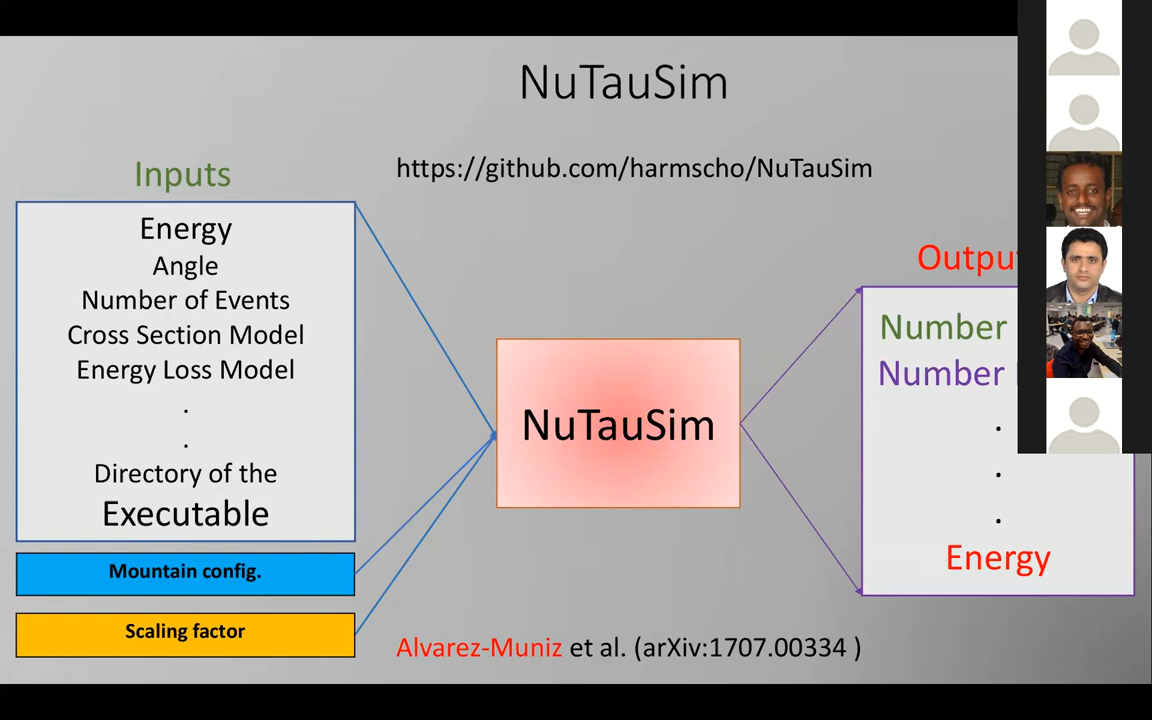 NuTauSim
https://github.com/harmscho/NuTauSim
Inputs
Energy
Angle
Number of Events
Cross Section Model
Energy Loss Model
.
.
Directory of the
Executable
Mountain config.
Scaling factor
NuTauSim
Output
Number
Number
.
.
.
Energy
Alvarez-Muniz et al. (arXiv:1707.00334 )